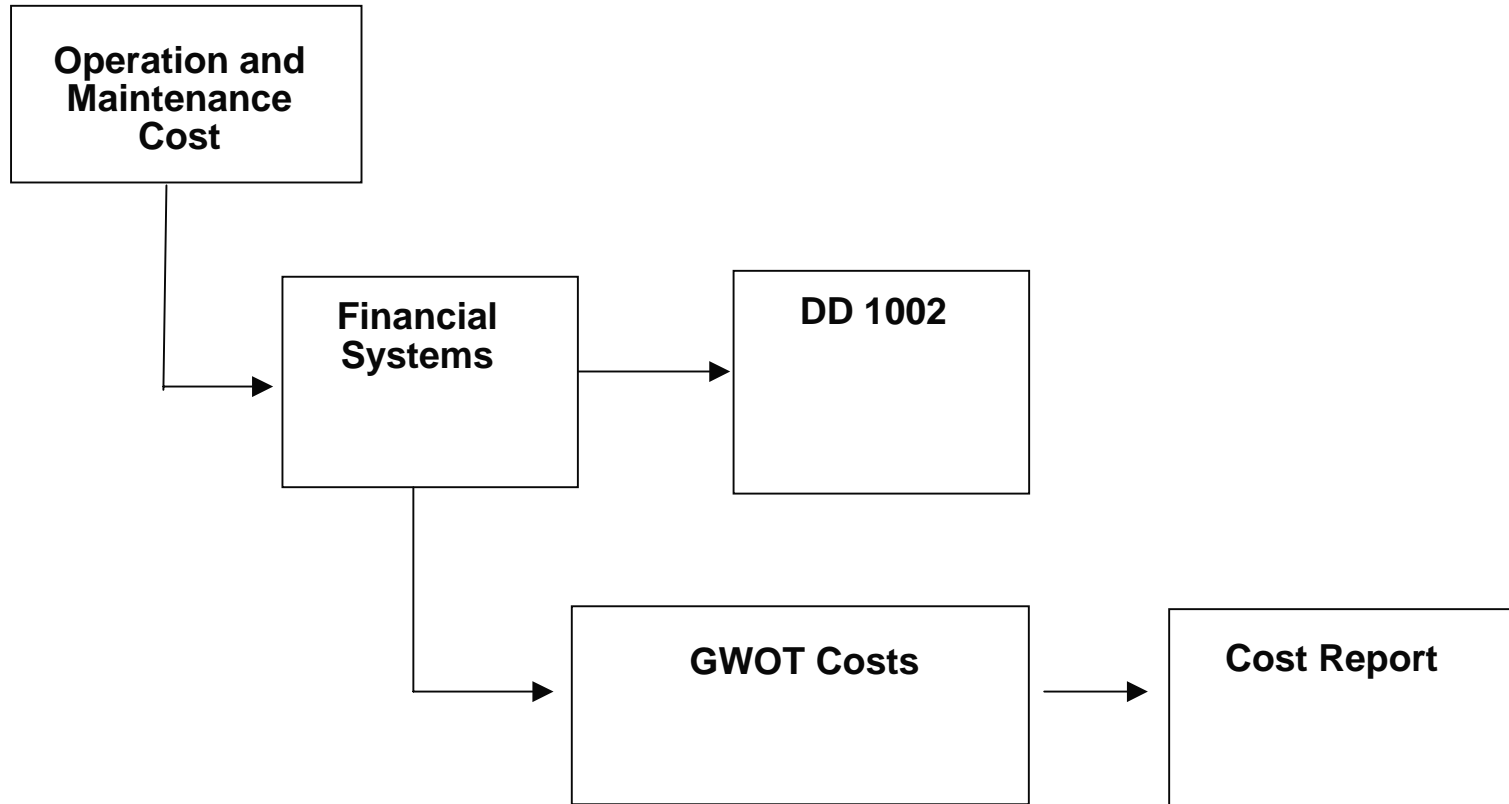 Operation and
Maintenance
Cost
Financial
Systems
DD 1002
GWOT Costs
Cost Report